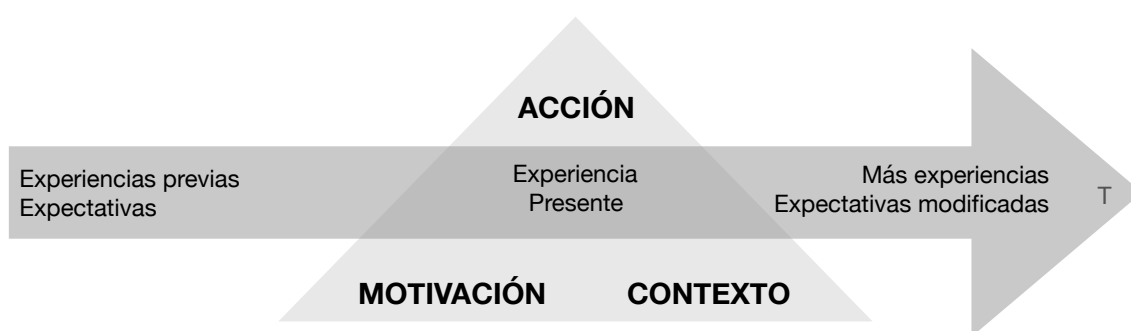 ACCIÓN
Experiencias previas
Expectativas
Experiencia
Presente
Más experiencias
Expectativas modificadas
T
MOTIVACIÓN
CONTEXTO